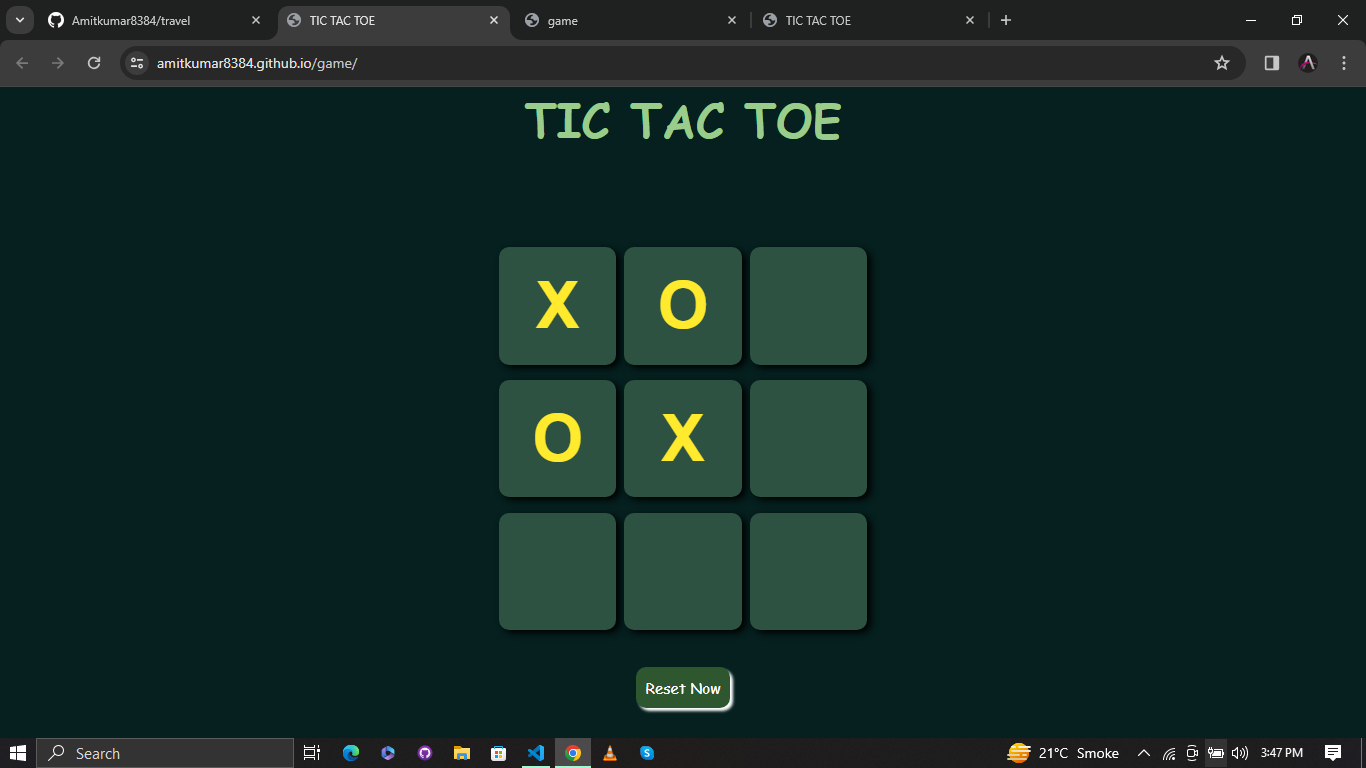 Amitkumar8384/travel
TIC TAC TOE
game
TIC TAC TOE
amitkumar8384.github.io/game/
TIC TAC TOE
X O
O X
Reset Now
Search
21°C Smoke
3:47 PM